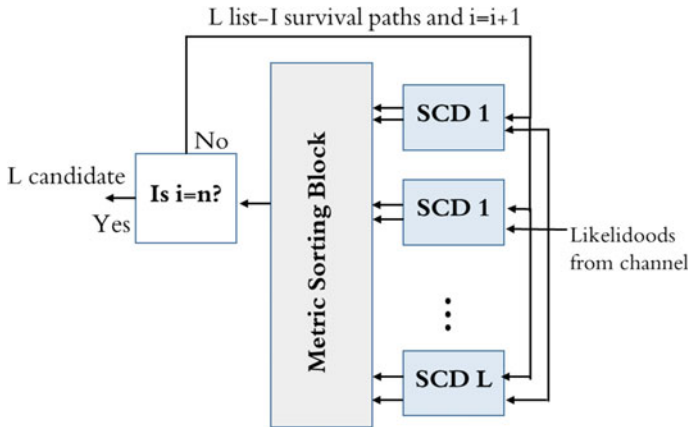 L list-I survival paths and i=i+1
SCD 1
No
L candidate
Is i=n?
Yes
Metric Sorting Block
SCD 1
Likelidoods
from channel
SCD L